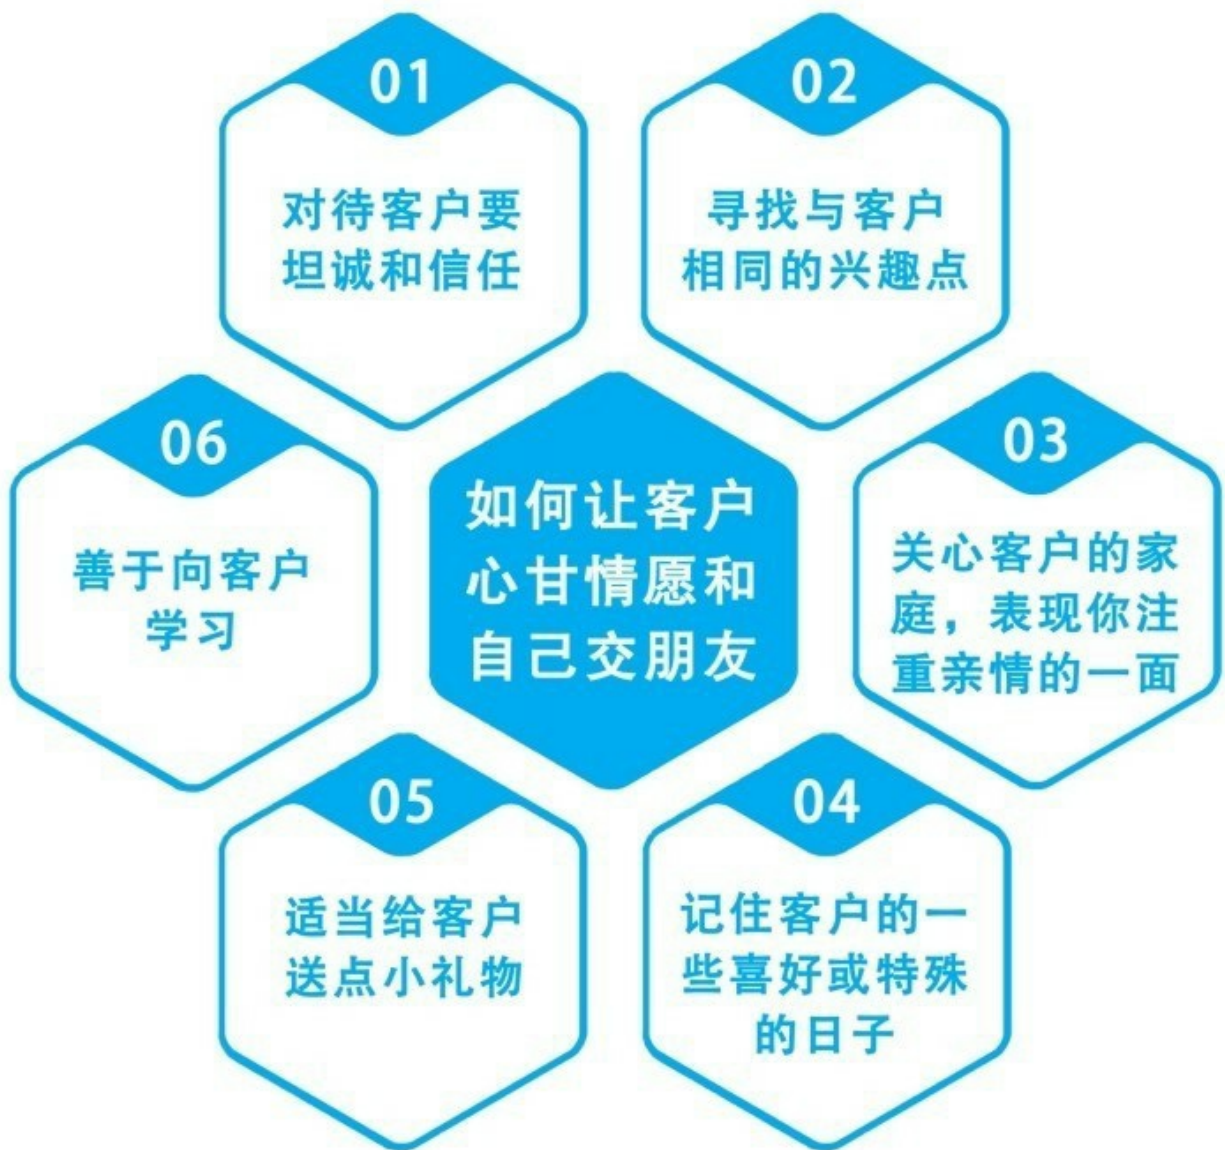 01
对待客户要
坦诚和信任
02
寻找与客户
相同的兴趣点
如何让客户
心甘情愿和
自己交朋友
03
关心客户的家
庭，表现你注
重亲情的一面
04
记住客户的一
些喜好或特殊
的日子
05
适当给客户
送点小礼物
06
善于向客户
学习